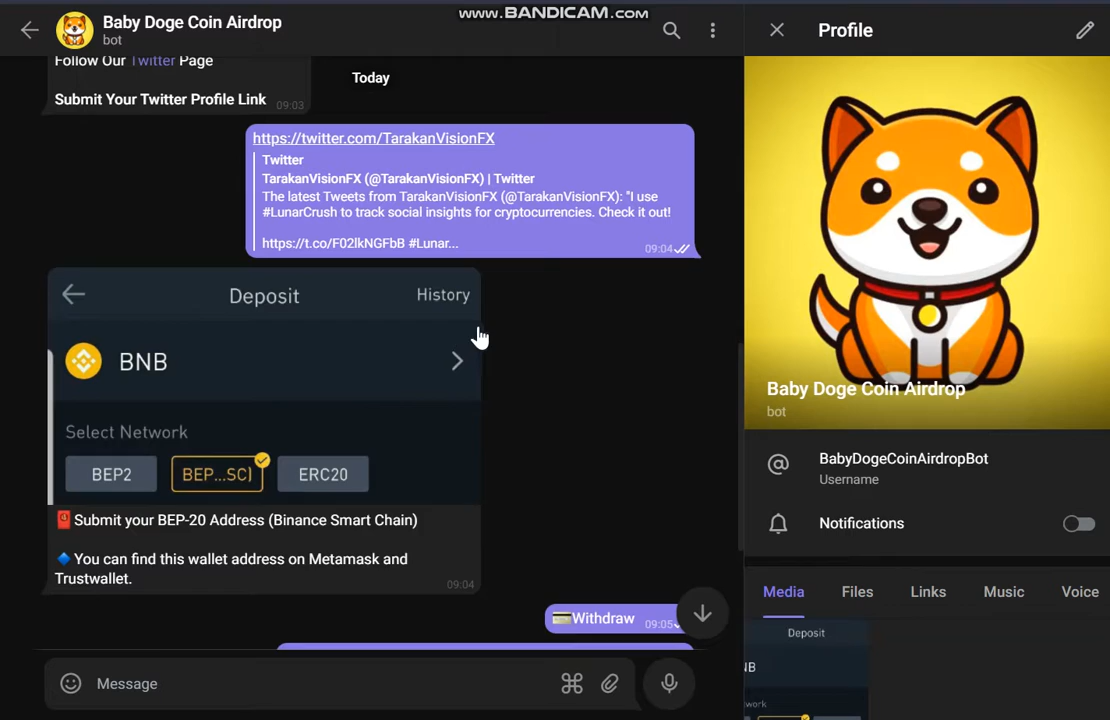 www.BANDICAM.com
Baby Doge Coin Airdrop
bot
Follow Our Twitter Page
Submit Your Twitter Profile Link
09:03
Today
https://twitter.com/TarakanVisionFX
Twitter
TarakanVisionFX (@TarakanVisionFX) | Twitter
The latest Tweets from TarakanVisionFX (@TarakanVisionFX): "I use
#LunarCrush to track social insights for cryptocurrencies. Check it out!
https://t.co/F02lkNGFbB #Lunar...
09:04
Deposit
History
BNB
Select Network
BEP2
BEP...SC)
ERC20
Submit your BEP-20 Address (Binance Smart Chain)
You can find this wallet address on Metamask and
Trustwallet.
09:04
Withdraw
09:05
Message
Profile
Baby Doge Coin Airdrop
bot
BabyDogeCoinAirdropBot
Username
Notifications
Media
Files
Links
Music
Voice
Deposit
NB
work